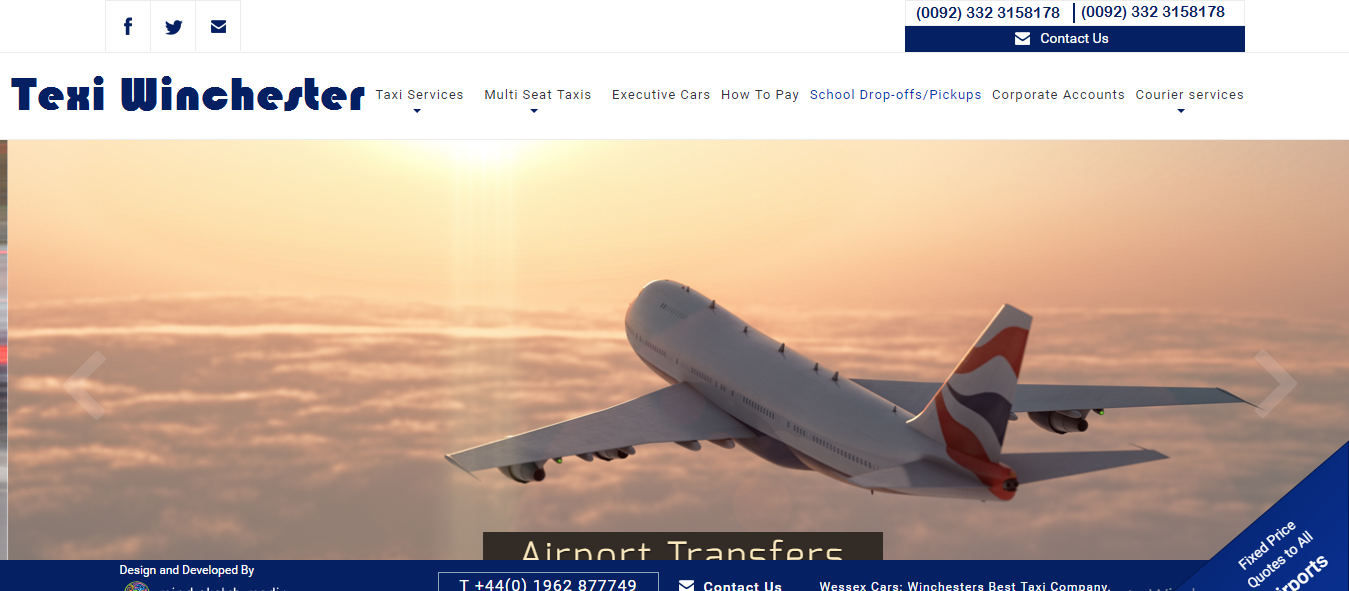 (0092) 332 3158178 | (0092) 332 3158178
Contact Us
Texi Winchester
Taxi Services Multi Seat Taxis Executive Cars How To Pay School Drop-offs/Pickups Corporate Accounts Courier services
Airport Transfers
Fixed Price
Quotes to All
Design and Developed By
T +44(0) 1962 877749
Contact Us
Wessex Cars: Winchesters Best Taxi Company.